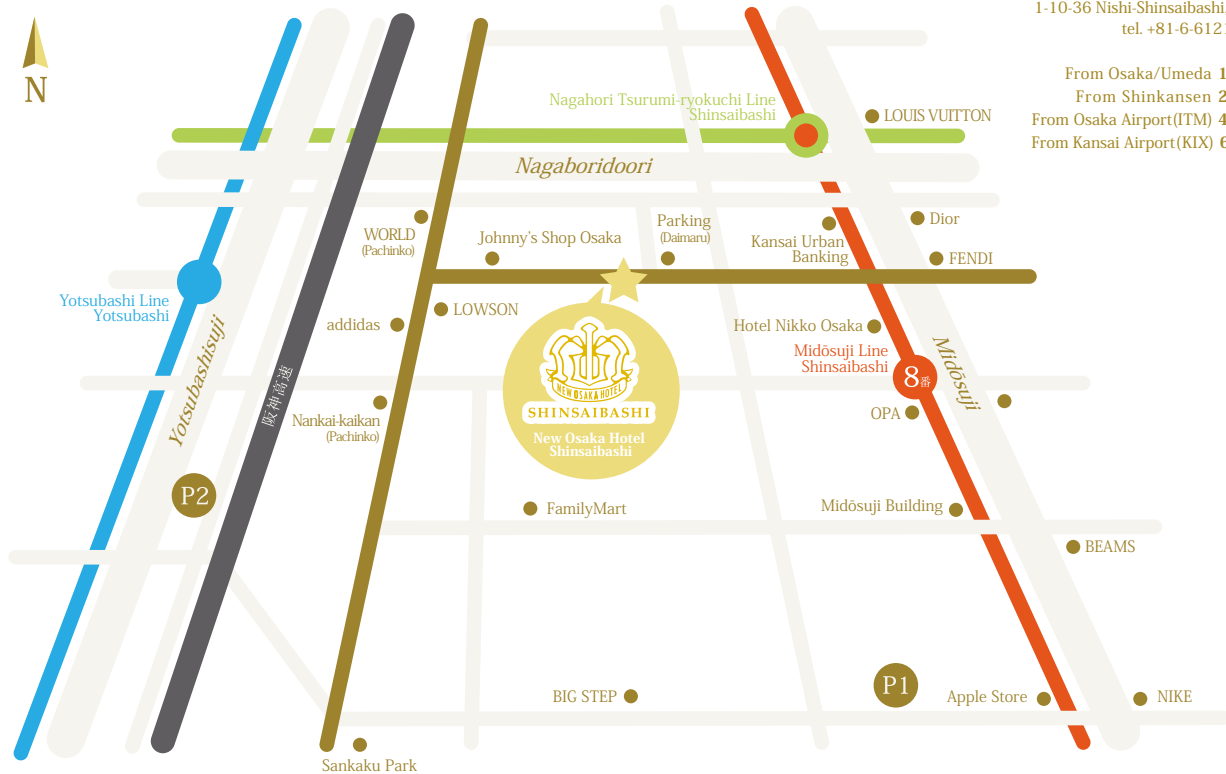 1-10-36 Nishi-Shinsaibashi,
tel. +81-6-6121
From Osaka/Umeda 1
From Shinkansen 2
From Osaka Airport(ITM) 4
From Kansai Airport(KIX) 6
N
Nagahori Tsurumi-ryokuchi Line
Shinsaibashi
LOUIS VUITTON
Nagaboridoori
WORLD
(Pachinko)
Johnny's Shop Osaka
Parking
(Daimaru)
Kansai Urban
Banking
Dior
FENDI
Yotsubashi Line
Yotsubashi
Yotsubashisuji
阪神高速
addidas
LOWSON
Hotel Nikko Osaka
Midōsuji Line
Shinsaibashi
8番
Midōsuji
OPA
Nankai-kaikan
(Pachinko)
NEW OSAKA HOTEL
SHINSAIBASHI
New Osaka Hotel
Shinsaibashi
P2
FamilyMart
Midōsuji Building
BEAMS
BIG STEP
P1
Apple Store
NIKE
Sankaku Park